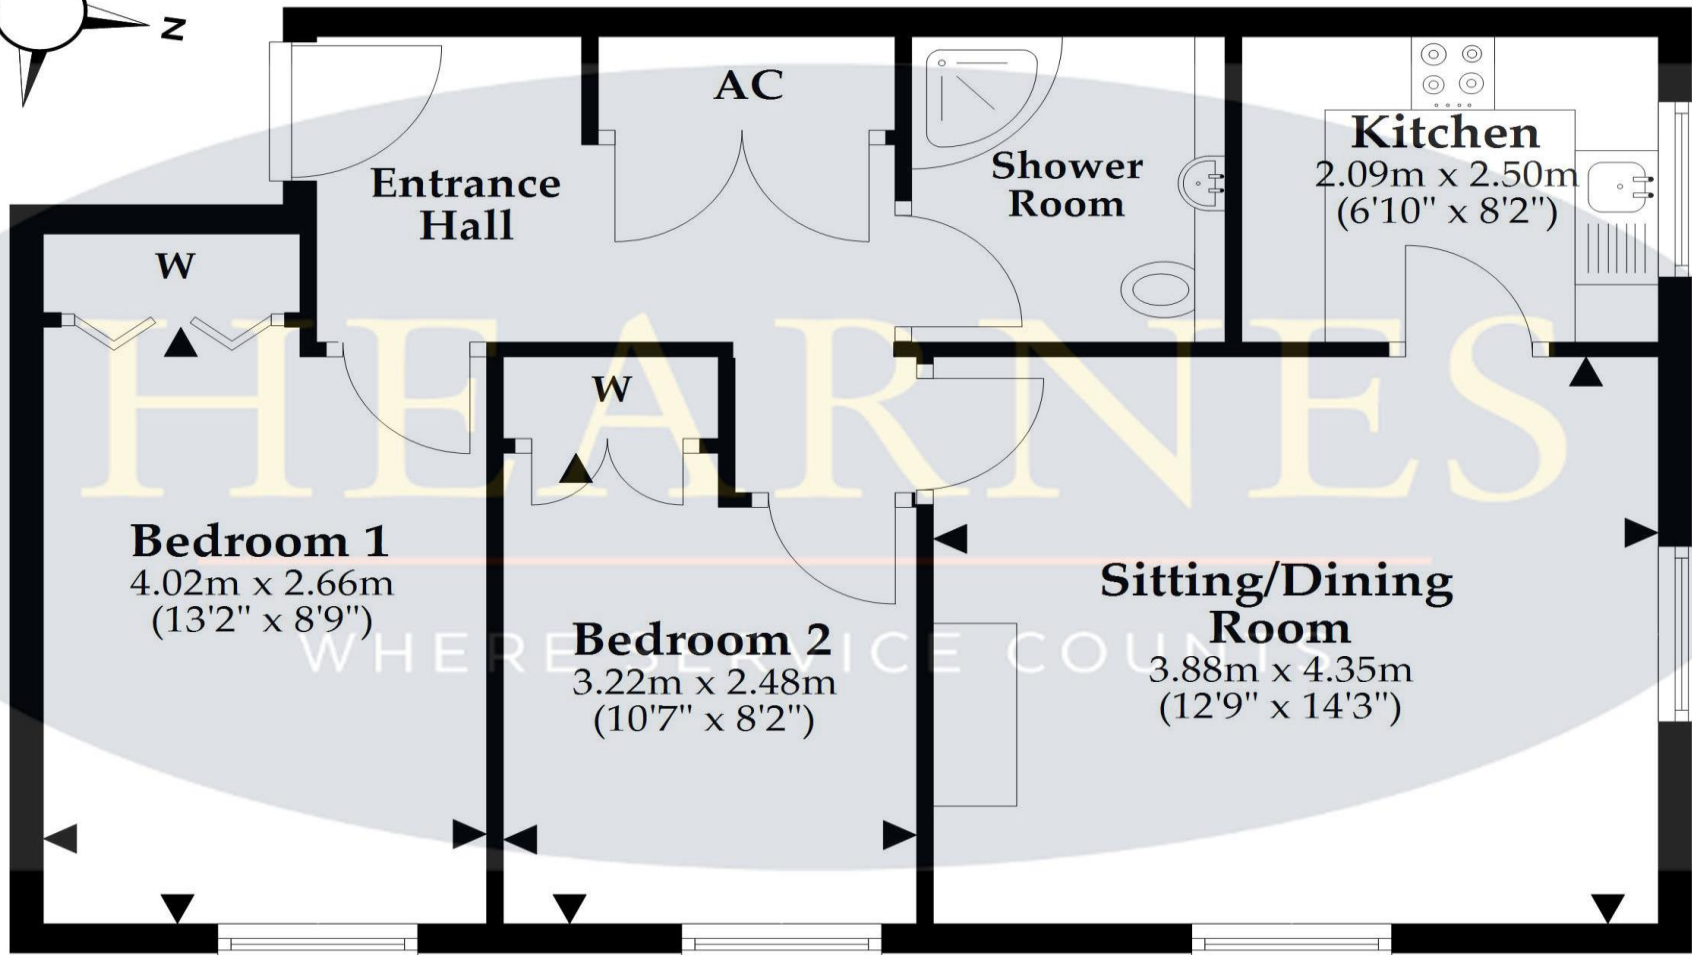 N
AC
Entrance
Hall
Shower
Room
Kitchen
2.09m x 2.50m
(6'10" x 8'2")
W
W
HEARNES
Bedroom 1
4.02m x 2.66m
(13'2" x 8'9")
Bedroom 2
3.22m x 2.48m
(10'7" x 8'2")
Sitting/Dining
Room
3.88m x 4.35m
(12'9" x 14'3")
WHERE SERVICE COUNTS